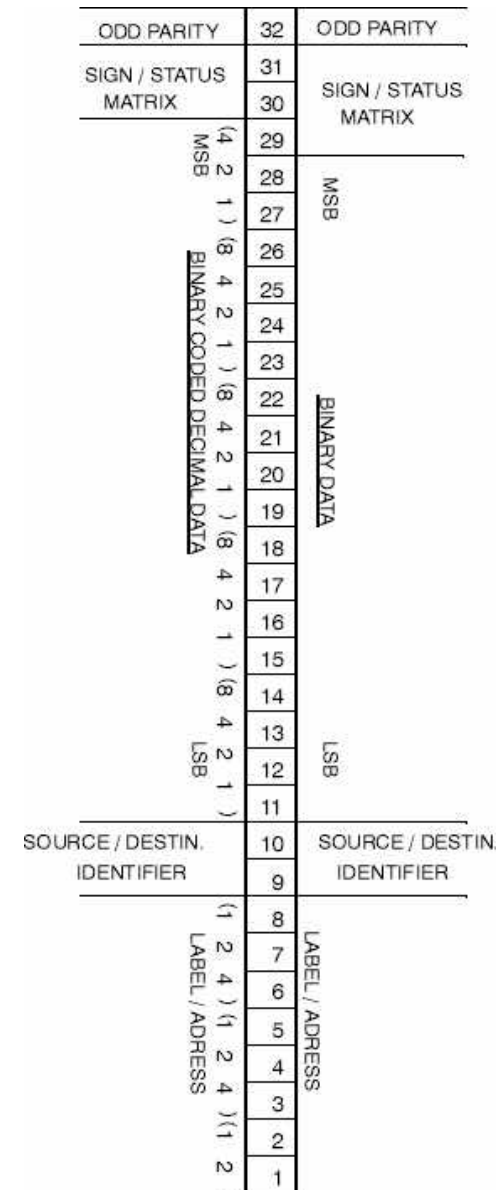 ODD PARITY 32 ODD PARITY
SIGN / STATUS
MATRIX
31
30
SIGN / STATUS
MATRIX
29
28
27
26
25
24
23
22
21
20
19
18
17
16
15
14
13
12
11
(4 2 1)(8 4 2 1)(8 4 2 1)(8 4 2 1)(8 4 2 1)
MSB
BINARY CODED DECIMAL DATA
LSB
MSB
BINARY DATA
LSB
SOURCE / DESTIN.
IDENTIFIER
10
9
SOURCE / DESTIN.
IDENTIFIER
8
7
6
5
4
3
2
1
(1 2 4)(1 2 4)(1 2
LABEL / ADRESS
LABEL / ADRESS